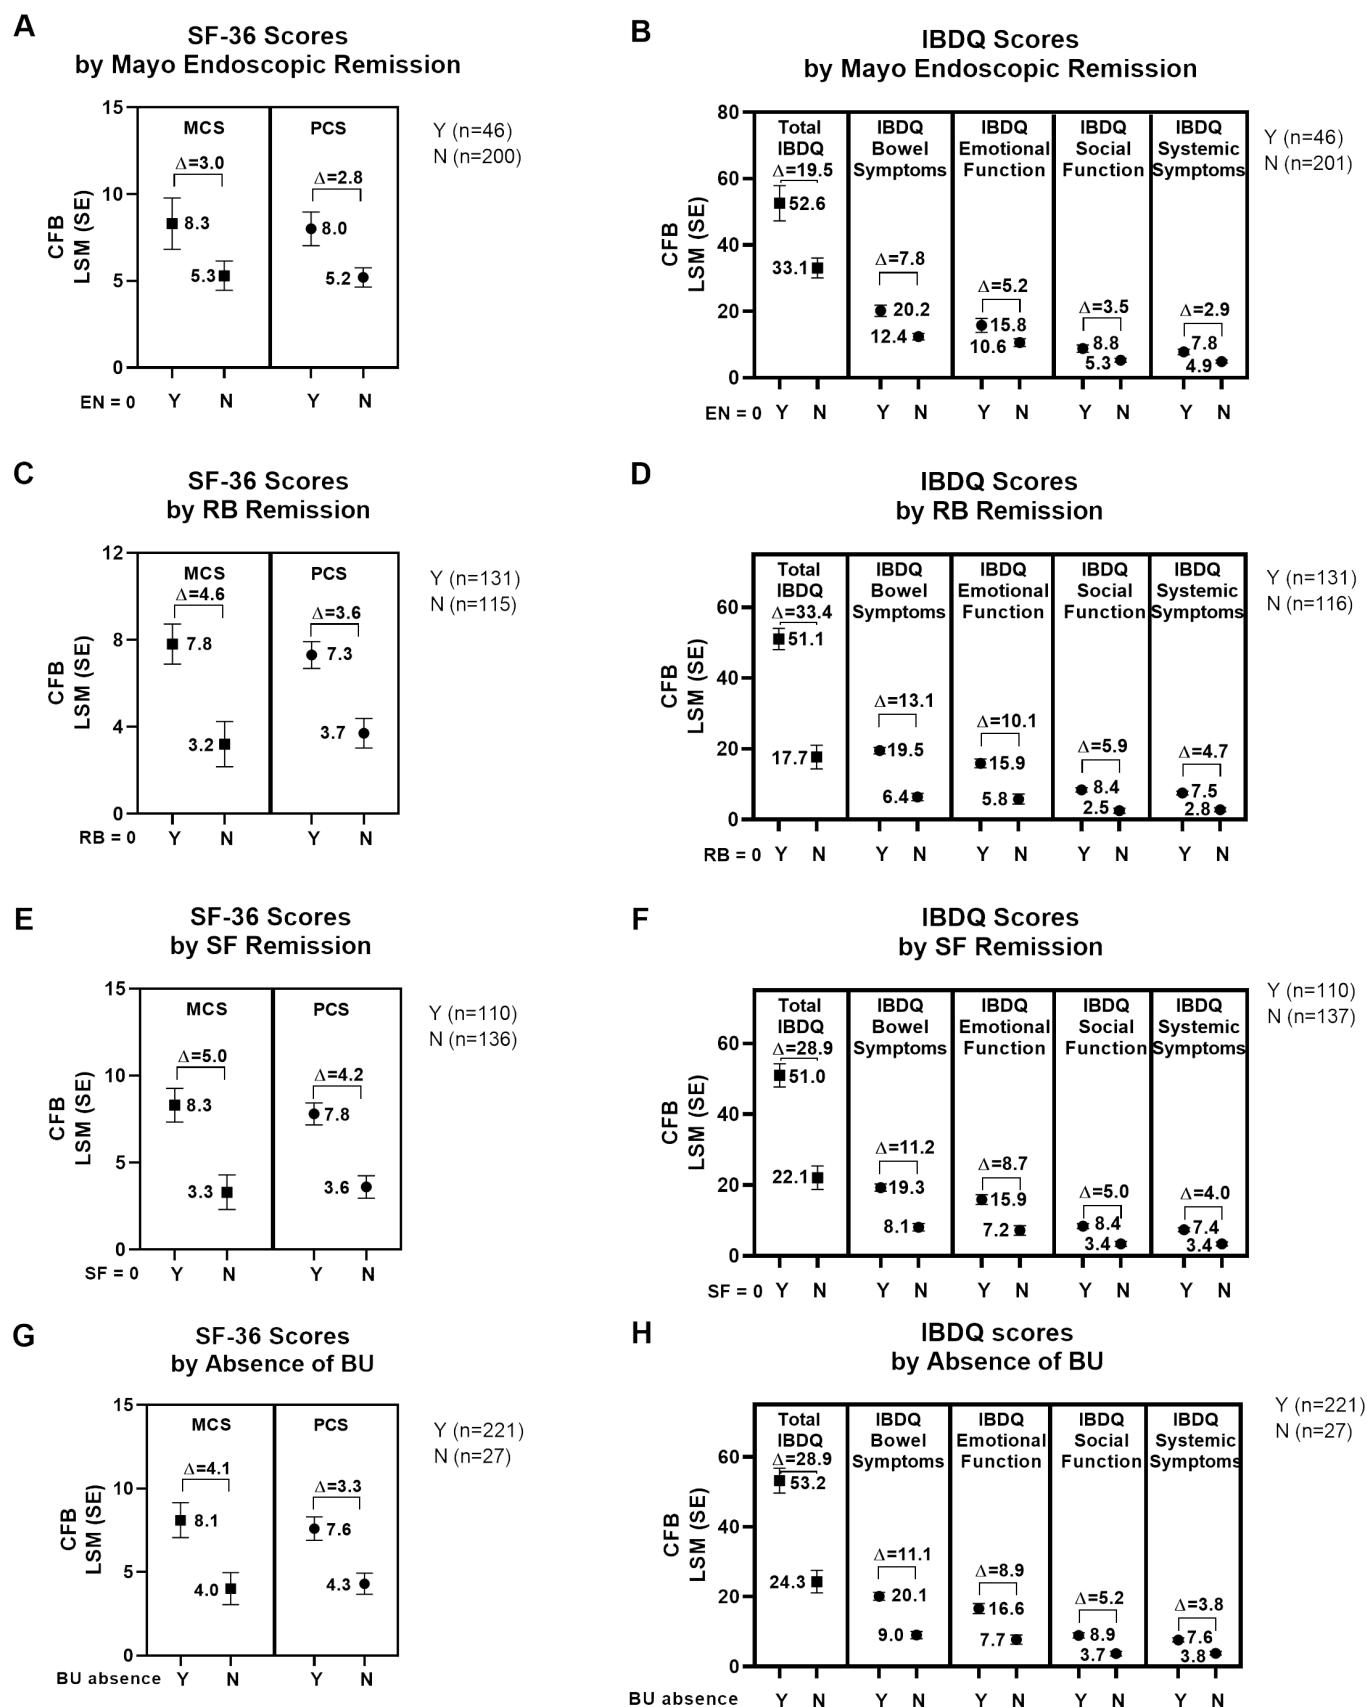 A
SF-36 Scores
by Mayo Endoscopic Remission
CFB
LSM (SE)
15
10
5
0
MCS
Δ=3.0
8.3
5.3
PCS
Δ=2.8
8.0
5.2
Y (n=46)
N (n=200)
EN = 0 Y N Y N
B
IBDQ Scores
by Mayo Endoscopic Remission
CFB
LSM (SE)
80
60
40
20
0
Total
IBDQ
Δ=19.5
52.6
33.1
IBDQ
Bowel
Symptoms
Δ=7.8
20.2
12.4
IBDQ
Emotional
Function
Δ=5.2
15.8
10.6
IBDQ
Social
Function
Δ=3.5
8.8
5.3
IBDQ
Systemic
Symptoms
Δ=2.9
7.8
4.9
Y (n=46)
N (n=201)
EN = 0 Y N Y N Y N Y N Y N
C
SF-36 Scores
by RB Remission
CFB
LSM (SE)
12
8
4
0
MCS
Δ=4.6
7.8
3.2
PCS
Δ=3.6
7.3
3.7
Y (n=131)
N (n=115)
RB = 0 Y N Y N
D
IBDQ Scores
by RB Remission
CFB
LSM (SE)
60
40
20
0
Total
IBDQ
Δ=33.4
51.1
17.7
IBDQ
Bowel
Symptoms
Δ=13.1
19.5
6.4
IBDQ
Emotional
Function
Δ=10.1
15.9
5.8
IBDQ
Social
Function
Δ=5.9
8.4
2.5
IBDQ
Systemic
Symptoms
Δ=4.7
7.5
2.8
Y (n=131)
N (n=116)
RB = 0 Y N Y N Y N Y N Y N
E
SF-36 Scores
by SF Remission
CFB
LSM (SE)
15
10
5
0
MCS
Δ=5.0
8.3
3.3
PCS
Δ=4.2
7.8
3.6
Y (n=110)
N (n=136)
SF = 0 Y N Y N
F
IBDQ Scores
by SF Remission
CFB
LSM (SE)
60
40
20
0
Total
IBDQ
Δ=28.9
51.0
22.1
IBDQ
Bowel
Symptoms
Δ=11.2
19.3
8.1
IBDQ
Emotional
Function
Δ=8.7
15.9
7.2
IBDQ
Social
Function
Δ=5.0
8.4
3.4
IBDQ
Systemic
Symptoms
Δ=4.0
7.4
3.4
Y (n=110)
N (n=137)
SF = 0 Y N Y N Y N Y N Y N
G
SF-36 Scores
by Absence of BU
CFB
LSM (SE)
15
10
5
0
MCS
Δ=4.1
8.1
4.0
PCS
Δ=3.3
7.6
4.3
Y (n=221)
N (n=27)
BU absence Y N Y N
H
IBDQ scores
by Absence of BU
CFB
LSM (SE)
60
40
20
0
Total
IBDQ
Δ=28.9
53.2
24.3
IBDQ
Bowel
Symptoms
Δ=11.1
20.1
9.0
IBDQ
Emotional
Function
Δ=8.9
16.6
7.7
IBDQ
Social
Function
Δ=5.2
8.9
3.7
IBDQ
Systemic
Symptoms
Δ=3.8
7.6
3.8
Y (n=221)
N (n=27)
BU absence Y N Y N Y N Y N Y N